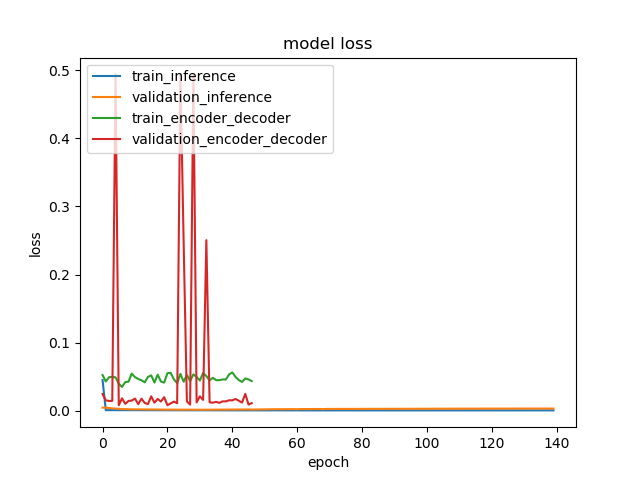 model loss
train_inference
validation_inference
train_encoder_decoder
validation_encoder_decoder
loss
0.5
0.4
0.3
0.2
0.1
0.0
0 20 40 60 80 100 120 140
epoch